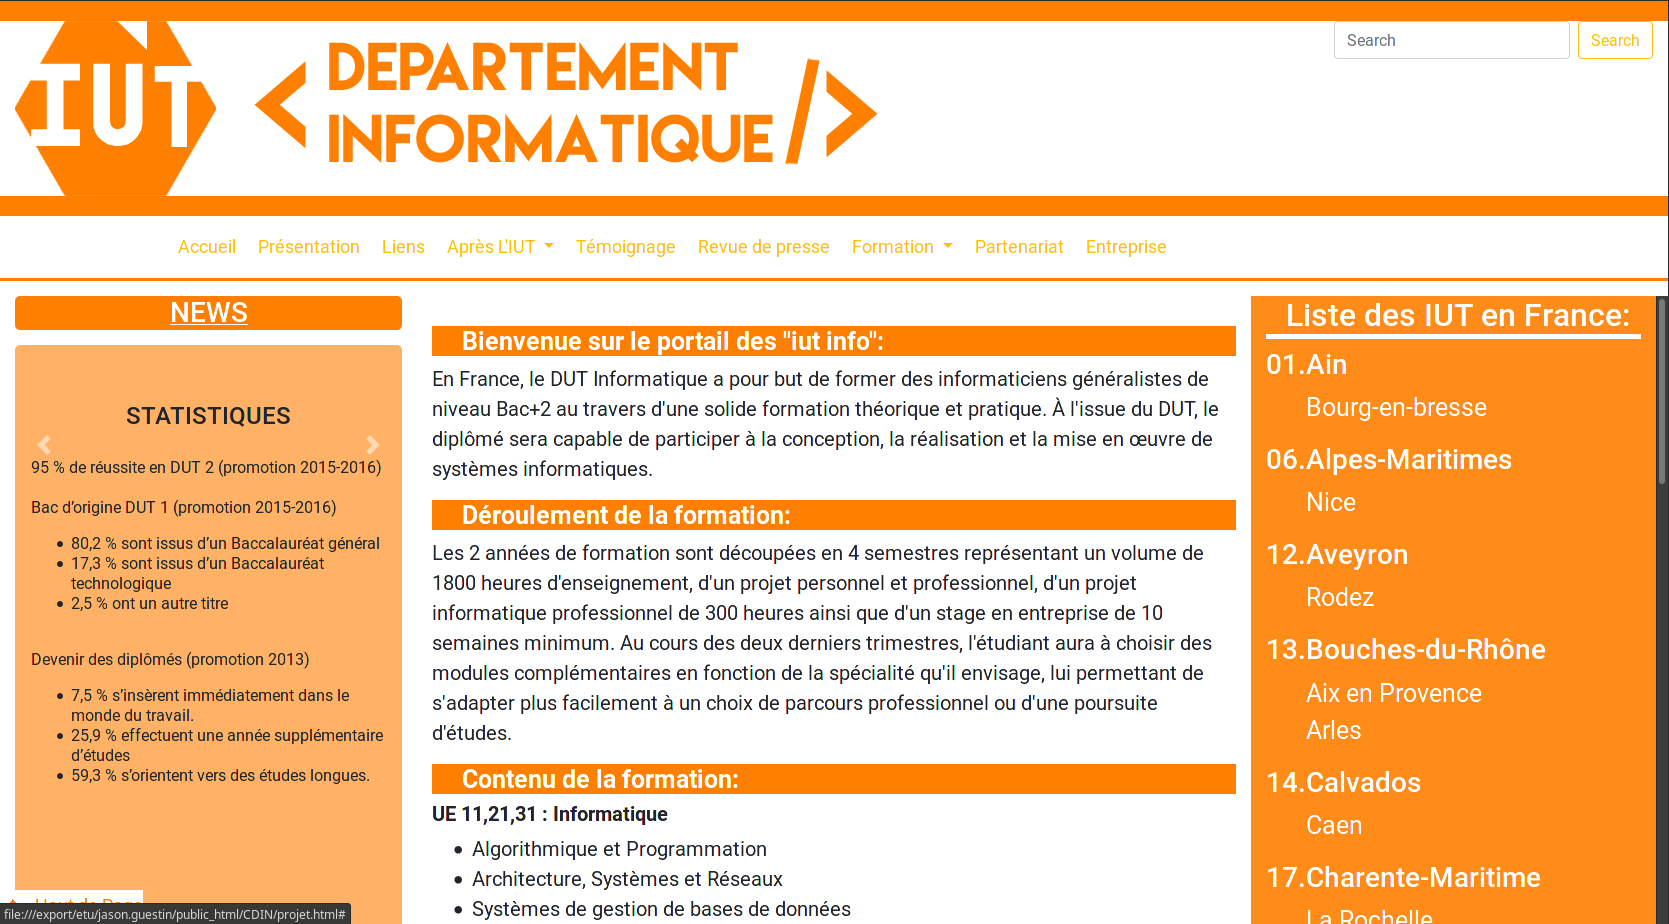 IUT
< DEPARTEMENT
INFORMATIQUE />
Search
Search
Accueil Présentation Liens Après L'IUT Témoignage Revue de presse Formation Partenariat Entreprise
NEWS
STATISTIQUES
95 % de réussite en DUT 2 (promotion 2015-2016)
Bac d’origine DUT 1 (promotion 2015-2016)
80,2 % sont issus d’un Baccalauréat général
17,3 % sont issus d’un Baccalauréat
technologique
2,5 % ont un autre titre
Devenir des diplômés (promotion 2013)
7,5 % s’insèrent immédiatement dans le
monde du travail.
25,9 % effectuent une année supplémentaire
d’études
59,3 % s’orientent vers des études longues.
Haut de Page
file:///export/etu/jason.guestin/public_html/CDIN/projet.html#
Bienvenue sur le portail des "iut info":
En France, le DUT Informatique a pour but de former des informaticiens généralistes de
niveau Bac+2 au travers d'une solide formation théorique et pratique. À l'issue du DUT, le
diplômé sera capable de participer à la conception, la réalisation et la mise en œuvre de
systèmes informatiques.
Déroulement de la formation:
Les 2 années de formation sont découpées en 4 semestres représentant un volume de
1800 heures d'enseignement, d'un projet personnel et professionnel, d'un projet
informatique professionnel de 300 heures ainsi que d'un stage en entreprise de 10
semaines minimum. Au cours des deux derniers trimestres, l'étudiant aura à choisir des
modules complémentaires en fonction de la spécialité qu'il envisage, lui permettant de
s'adapter plus facilement à un choix de parcours professionnel ou d'une poursuite
d'études.
Contenu de la formation:
UE 11,21,31 : Informatique
Algorithmique et Programmation
Architecture, Systèmes et Réseaux
Systèmes de gestion de bases de données
Liste des IUT en France:
01.Ain
Bourg-en-bresse
06.Alpes-Maritimes
Nice
12.Aveyron
Rodez
13.Bouches-du-Rhône
Aix en Provence
Arles
14.Calvados
Caen
17.Charente-Maritime
La Rochelle